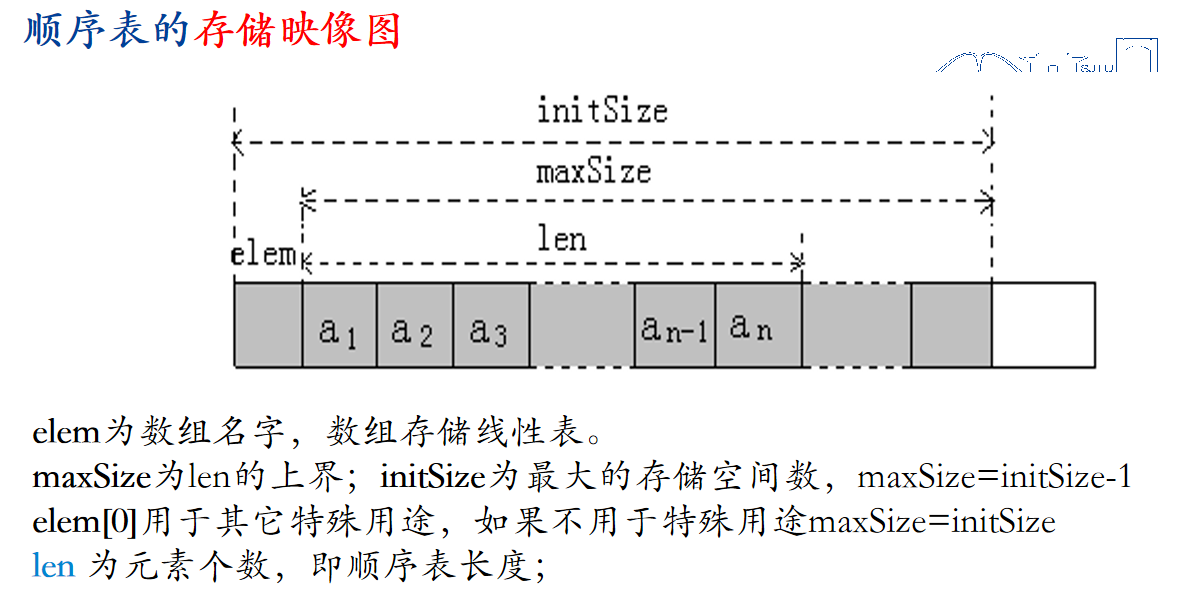 顺序表的存储映像图
initSize
maxSize
len
elem
a1 a2 a3 an-1 an
elem为数组名字，数组存储线性表。
maxSize为len的上界；initSize为最大的存储空间数，maxSize=initSize-1
elem[0]用于其它特殊用途，如果不用于特殊用途maxSize=initSize
len 为元素个数，即顺序表长度；